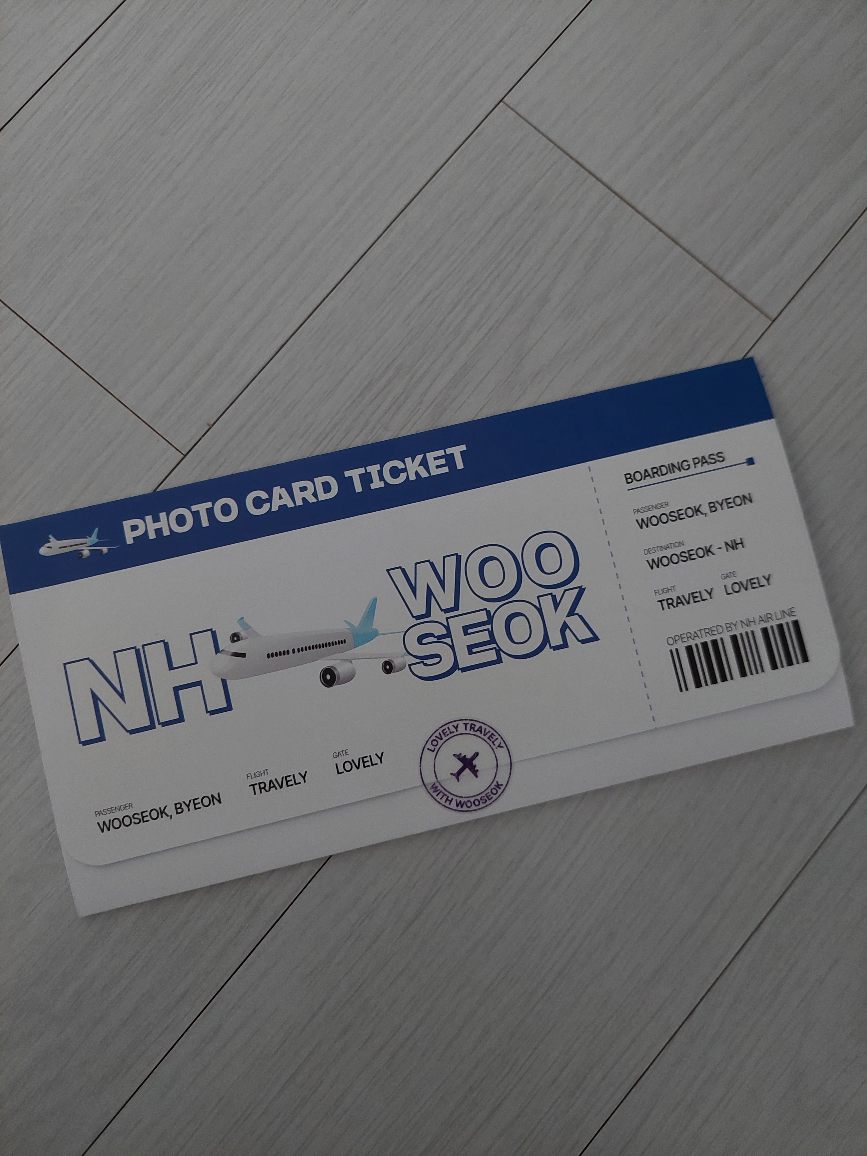 PHOTO CARD TICKET
NH
WOO
SEOK
PASSENGER
WOOSEOK, BYEON
FLIGHT
TRAVELY
GATE
LOVELY
LOVELY TRAVELY
WITH WOOSEOK
BOARDING PASS
PASSENGER
WOOSEOK, BYEON
DESTINATION
WOOSEOK - NH
FLIGHT GATE
TRAVELY LOVELY
OPERATRED BY NH AIR LINE